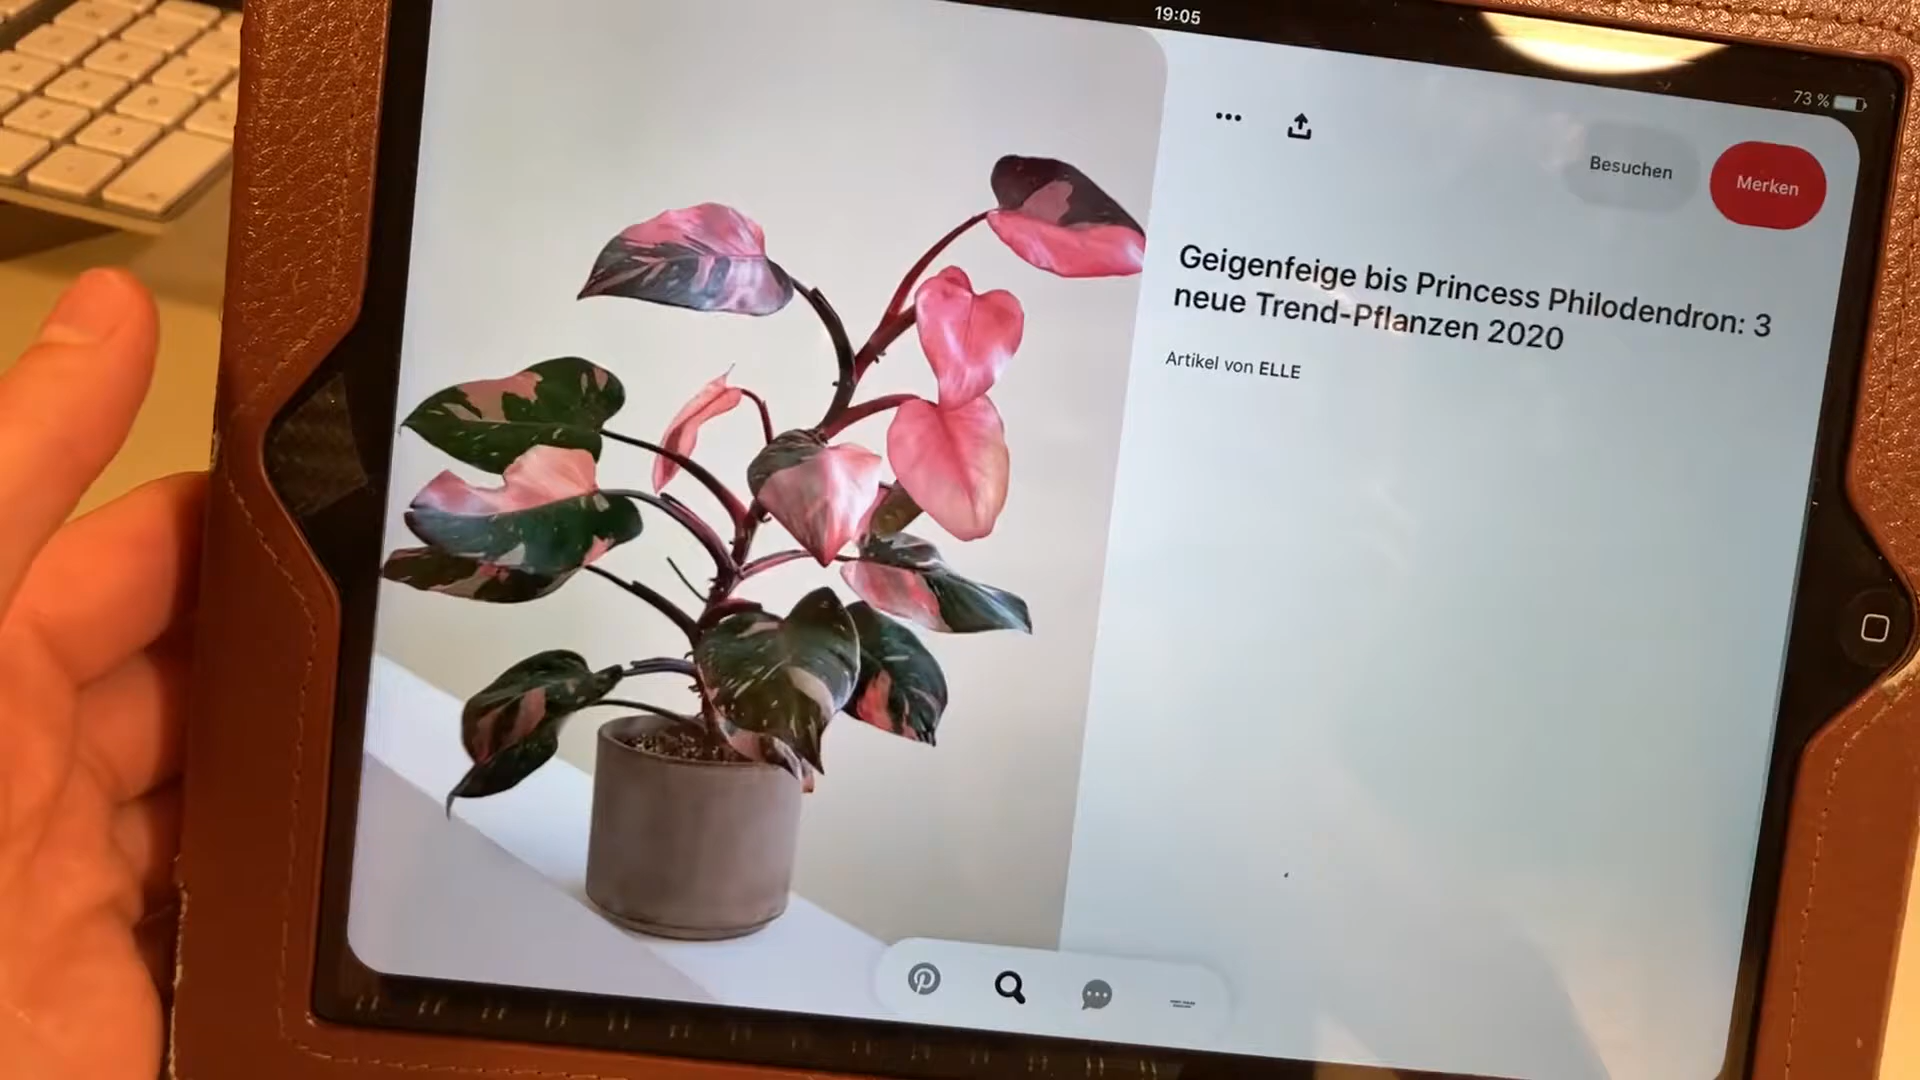 19:05
73 %
Besuchen
Merken
Geigenfeige bis Princess Philodendron: 3
neue Trend-Pflanzen 2020
Artikel von ELLE